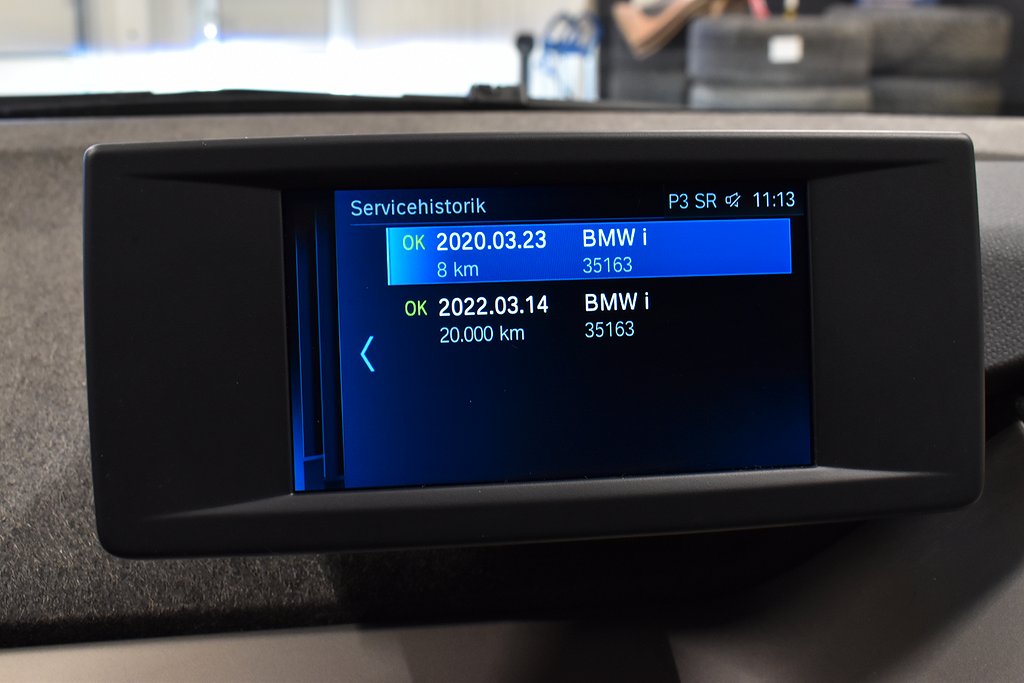 Servicehistorik P3 SR 11:13
OK 2020.03.23 BMW i
8 km 35163
OK 2022.03.14 BMW i
20.000 km 35163